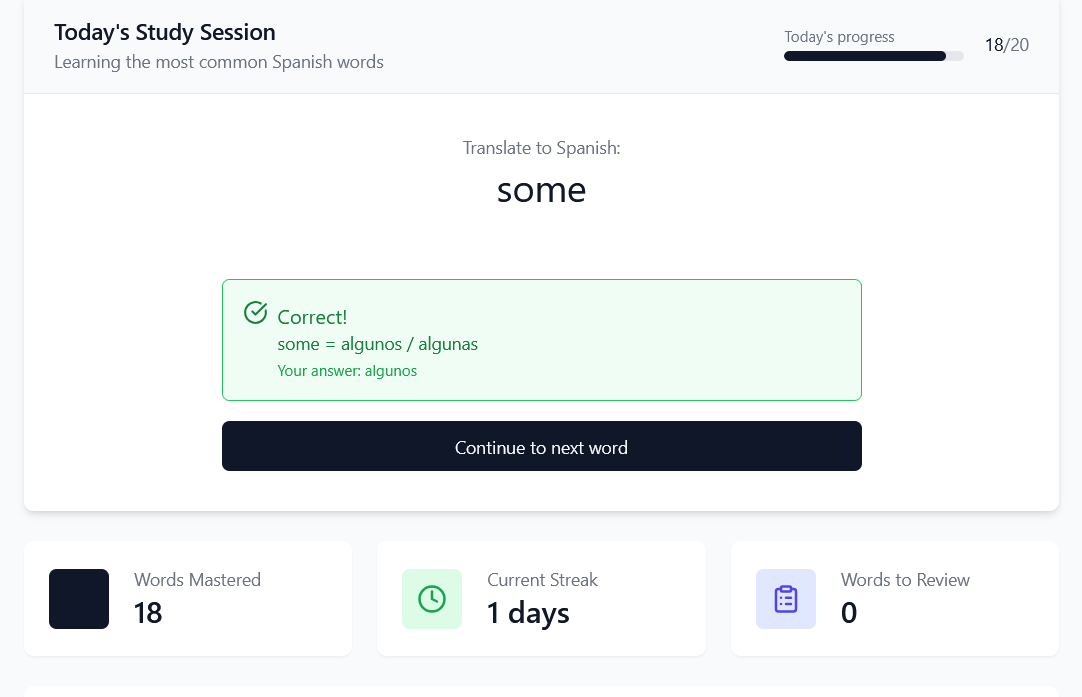 Today's Study Session
Learning the most common Spanish words
Today's progress
18/20
Translate to Spanish:
some
Correct!
some = algunos / algunas
Your answer: algunos
Continue to next word
Words Mastered
18
Current Streak
1 days
Words to Review
0